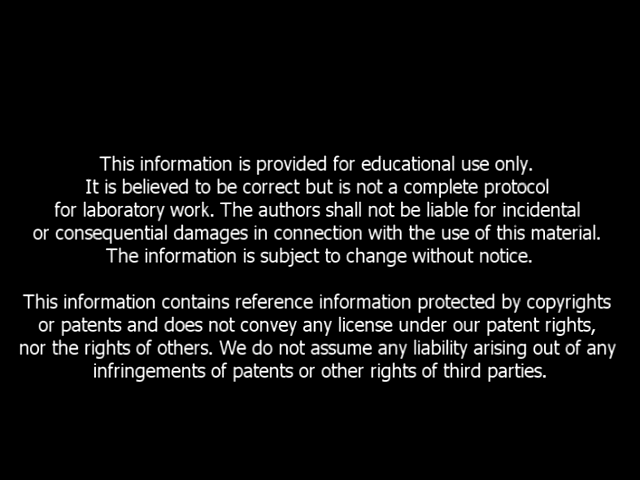 This information is provided for educational use only.
It is believed to be correct but is not a complete protocol
for laboratory work. The authors shall not be liable for incidental
or consequential damages in connection with the use of this material.
The information is subject to change without notice.
This information contains reference information protected by copyrights
or patents and does not convey any license under our patent rights,
nor the rights of others. We do not assume any liability arising out of any
infringements of patents or other rights of third parties.